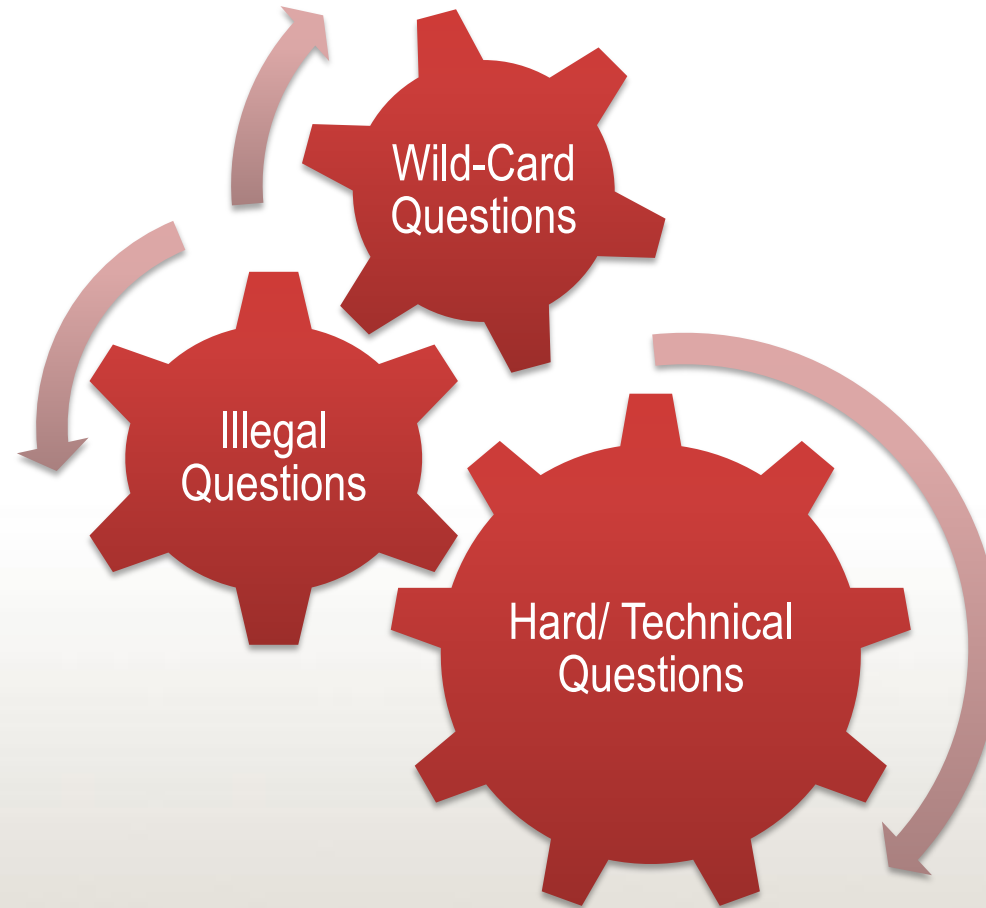 Wild-Card
Questions
Illegal
Questions
Hard/ Technical
Questions